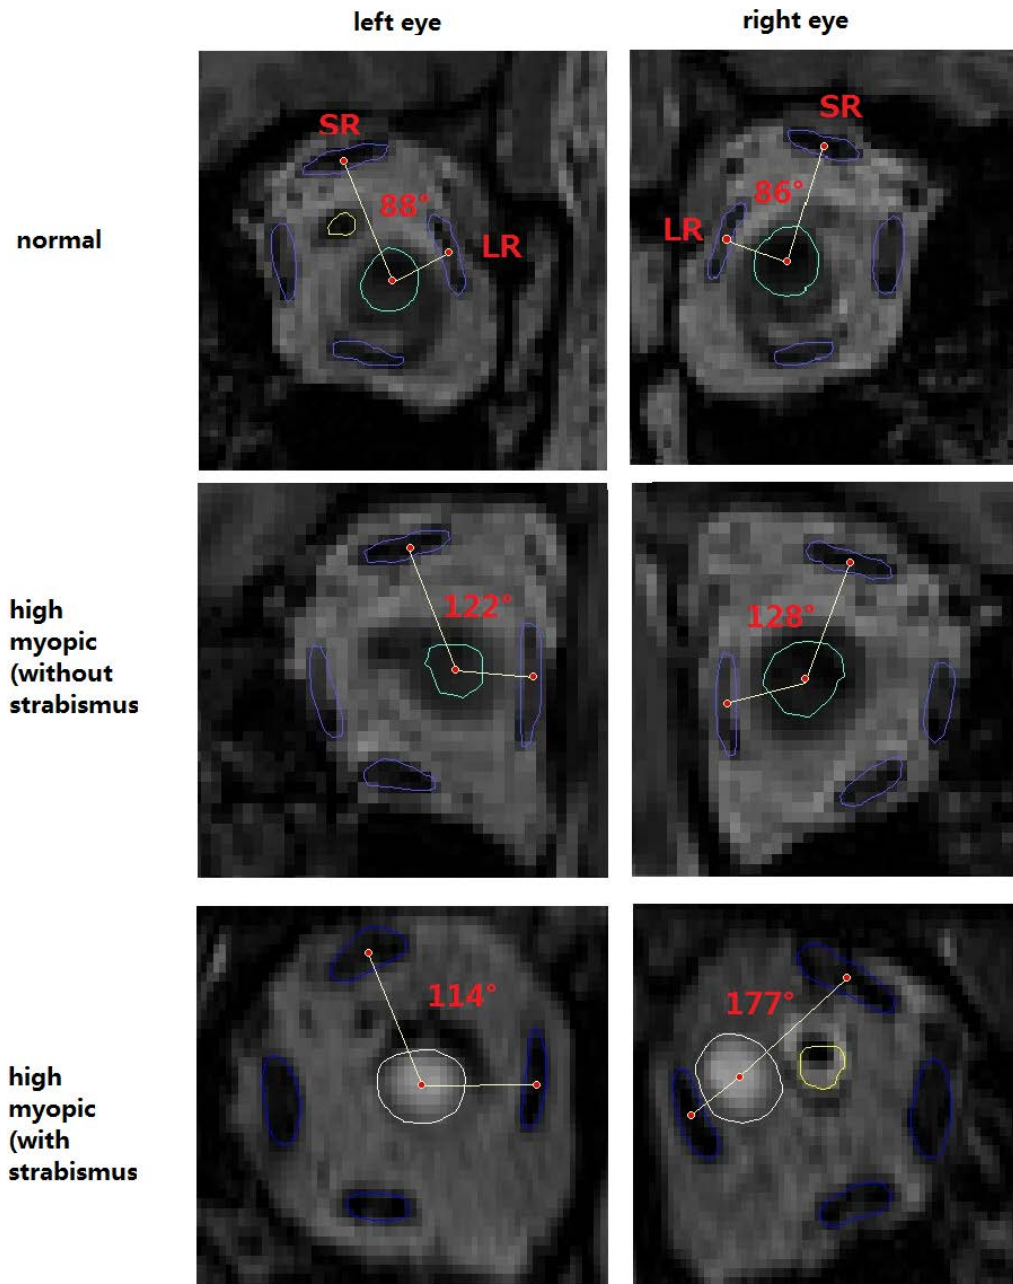 left eye
right eye
normal
SR
88°
LR
SR
86°
LR
high
myopic
(without
strabismus
122°
128°
high
myopic
(with
strabismus
114°
177°